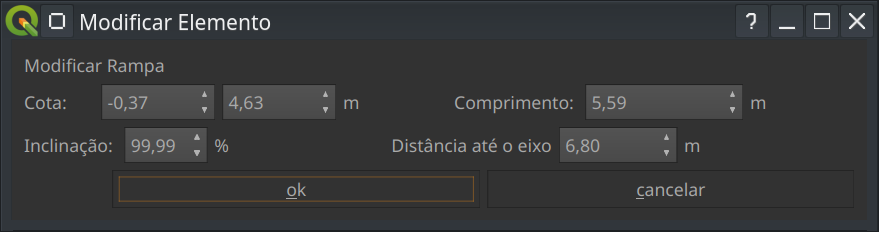 Modificar Elemento
Modificar Rampa
Cota: -0,37 4,63 m Comprimento: 5,59 m
Inclinação: 99,99 % Distância até o eixo 6,80 m
ok cancelar